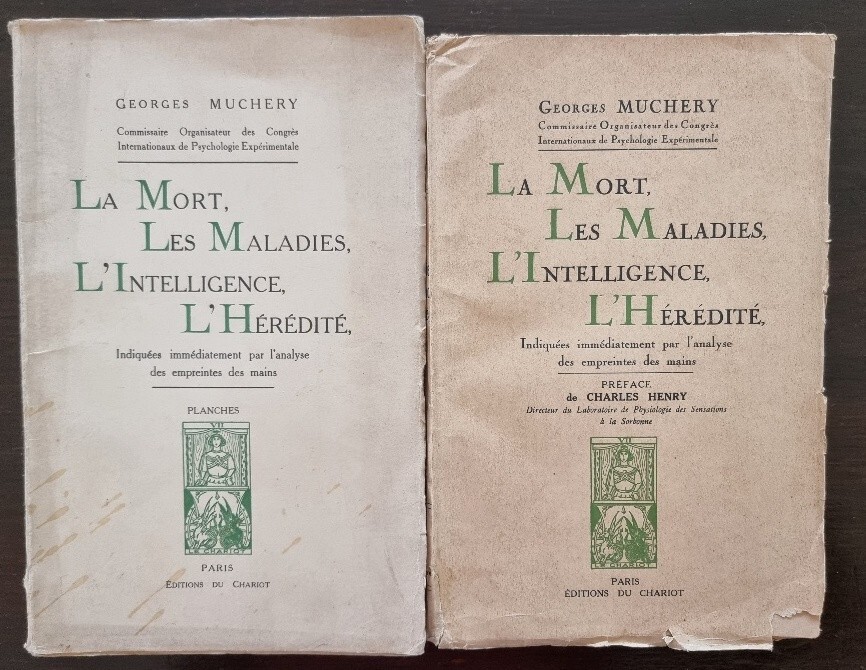 GEORGES MUCHERY
Commissaire Organisateur des Congrès
Internationaux de Psychologie Expérimentale
LA MORT,
LES MALADIES,
L'INTELLIGENCE,
L'HÉRÉDITÉ,
Indiquées immédiatement par l'analyse
des empreintes des mains
PLANCHES
VII
LE CHARIOT
PARIS
ÉDITIONS DU CHARIOT
GEORGES MUCHERY
Commissaire Organisateur des Congrès
Internationaux de Psychologie Expérimentale
LA MORT,
LES MALADIES,
L'INTELLIGENCE,
L'HÉRÉDITÉ,
Indiquées immédiatement par l'analyse
des empreintes des mains
PRÉFACE
de CHARLES HENRY
Directeur du Laboratoire de Physiologie des Sensations
à la Sorbonne
VII
LE CHARIOT
PARIS
ÉDITIONS DU CHARIOT